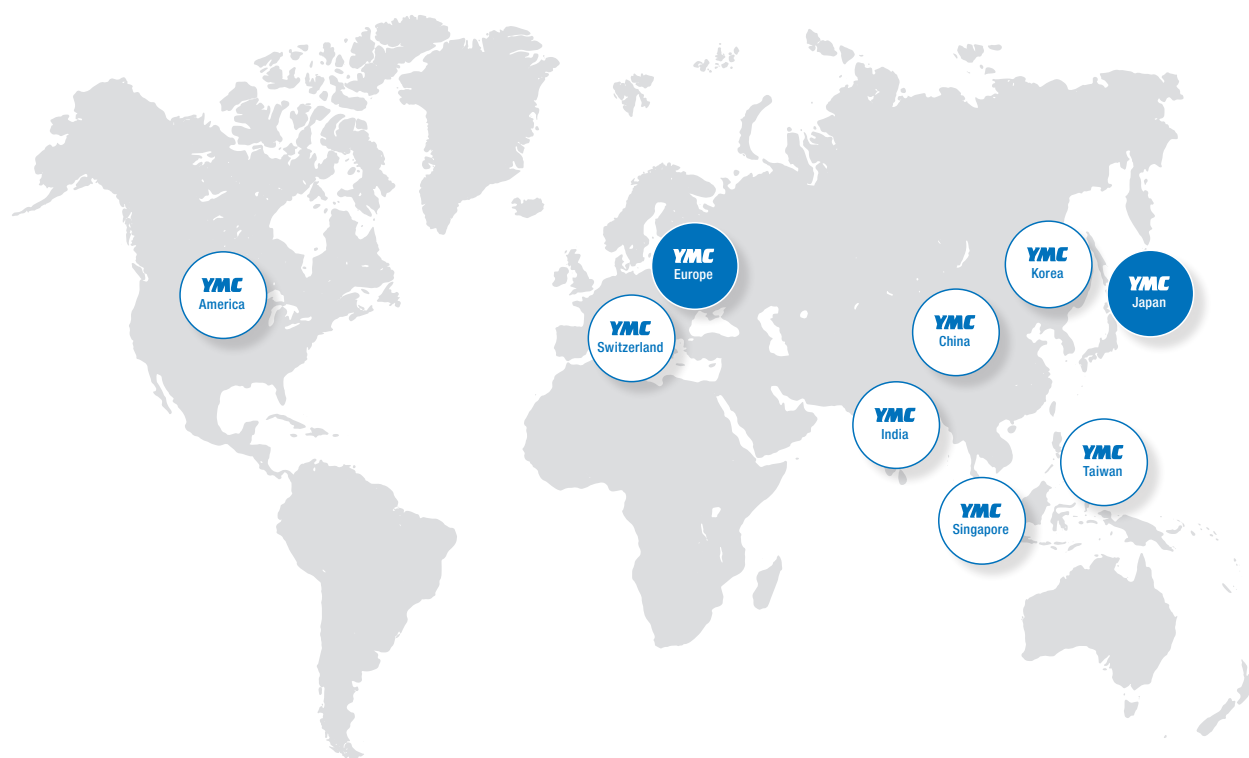 YMC
America
YMC
Europe
YMC
Switzerland
YMC
Korea
YMC
Japan
YMC
China
YMC
India
YMC
Taiwan
YMC
Singapore